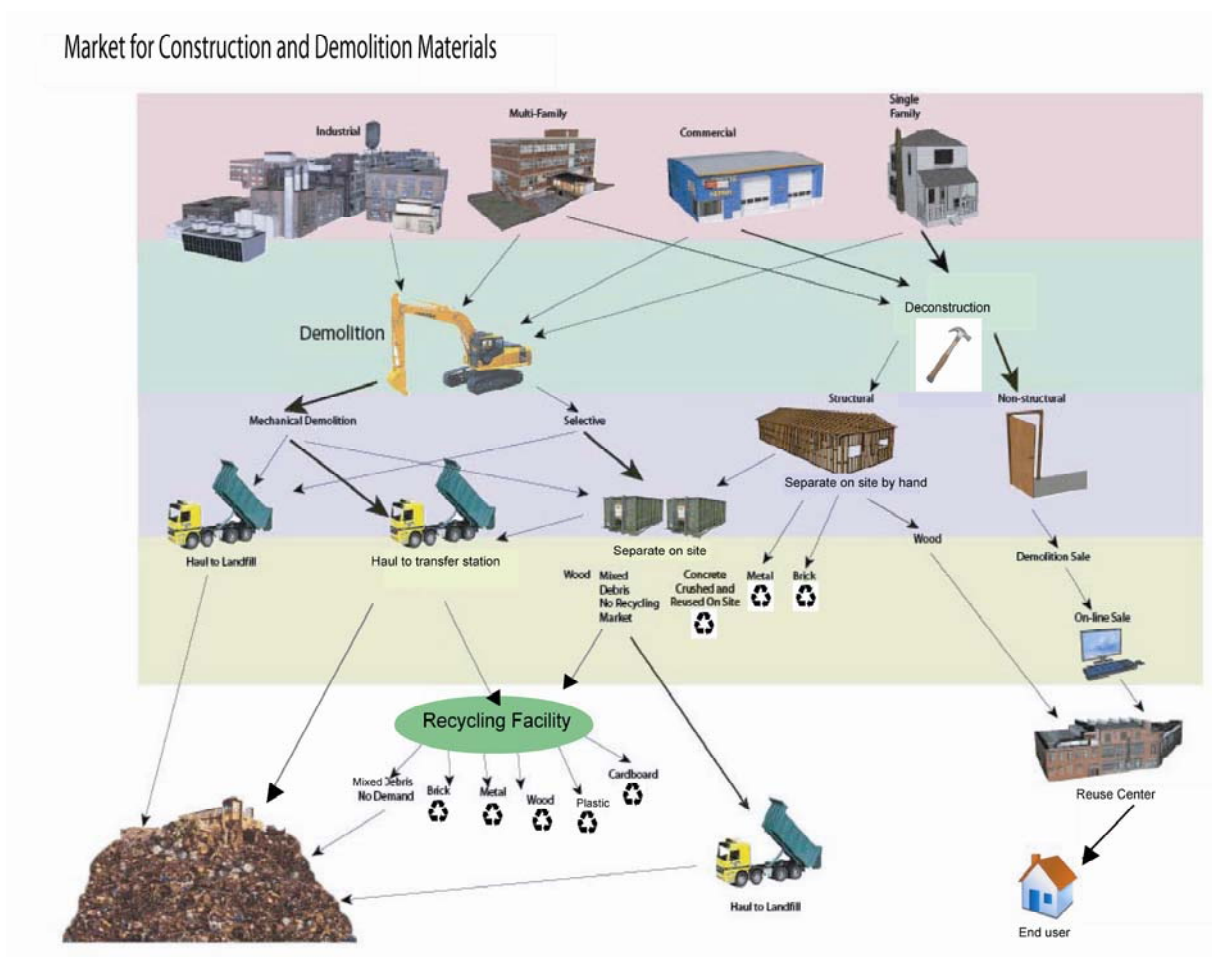 Market for Construction and Demolition Materials
Single
Family
Multi-Family
Industrial
Commercial
Deconstruction
Demolition
Structural
Non-structural
Mechanical Demolition
Selective
Separate on site by hand
Wood
Separate on site
Demolition Sale
Haul to Landfill
Haul to transfer station
Wood
Mixed
Debris
No Recycling
Market
Concrete
Crushed and
Reused On Site
Metal
Brick
On-line Sale
Recycling Facility
Mixed Debris
No Demand
Brick
Metal
Wood
Plastic
Cardboard
Reuse Center
Haul to Landfill
End user